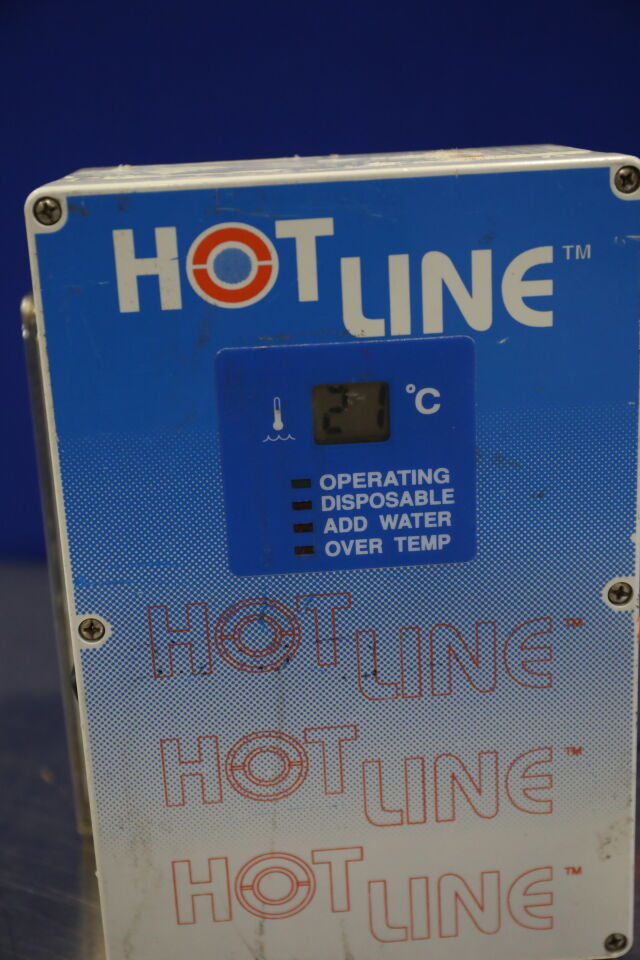 HOTLINE™
°C
OPERATING
DISPOSABLE
ADD WATER
OVER TEMP
HOTLINE™
HOTLINE™
HOTLINE™